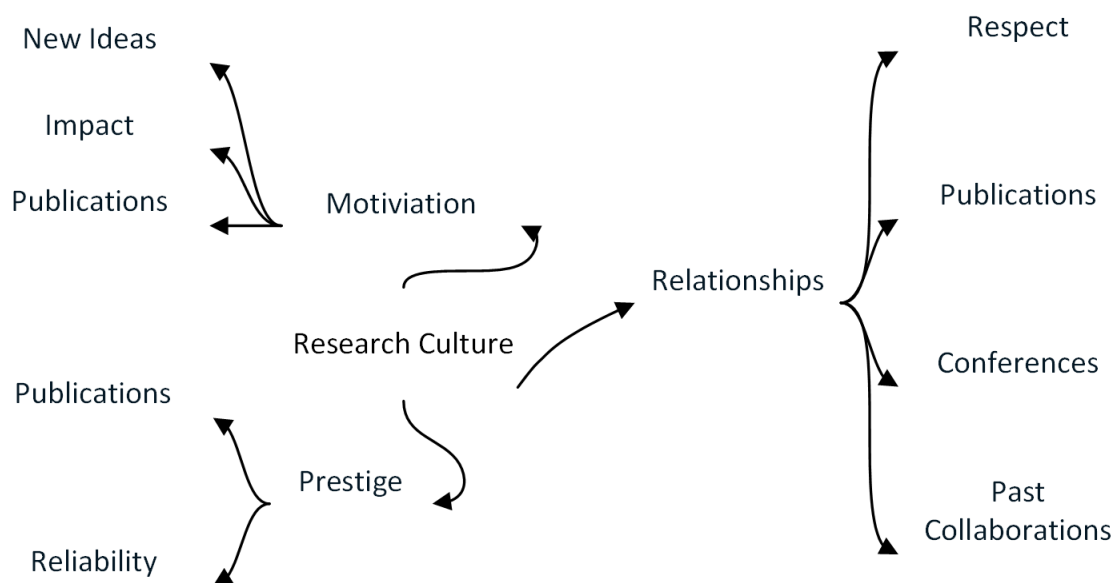 New Ideas
Impact
Publications
Motiviation
Research Culture
Publications
Prestige
Reliability
Relationships
Respect
Publications
Conferences
Past
Collaborations